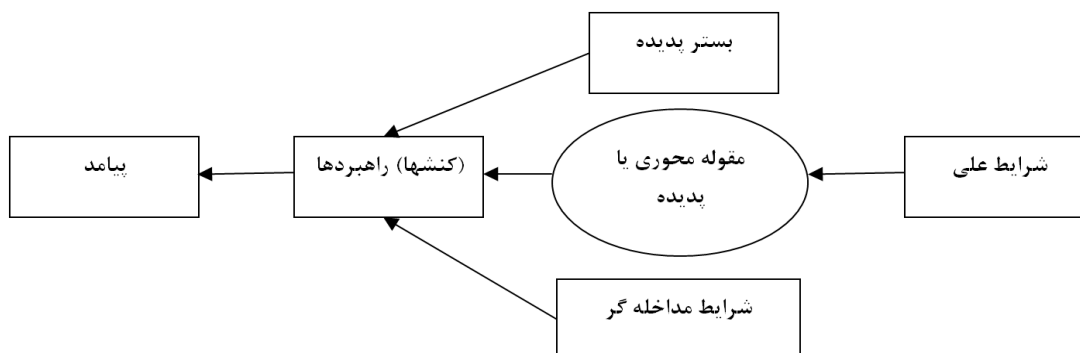 بستر پدیده
شرایط علی
مقوله محوری یا
پدیده
(کنشها) راهبردها
پیامد
شرایط مداخله گر